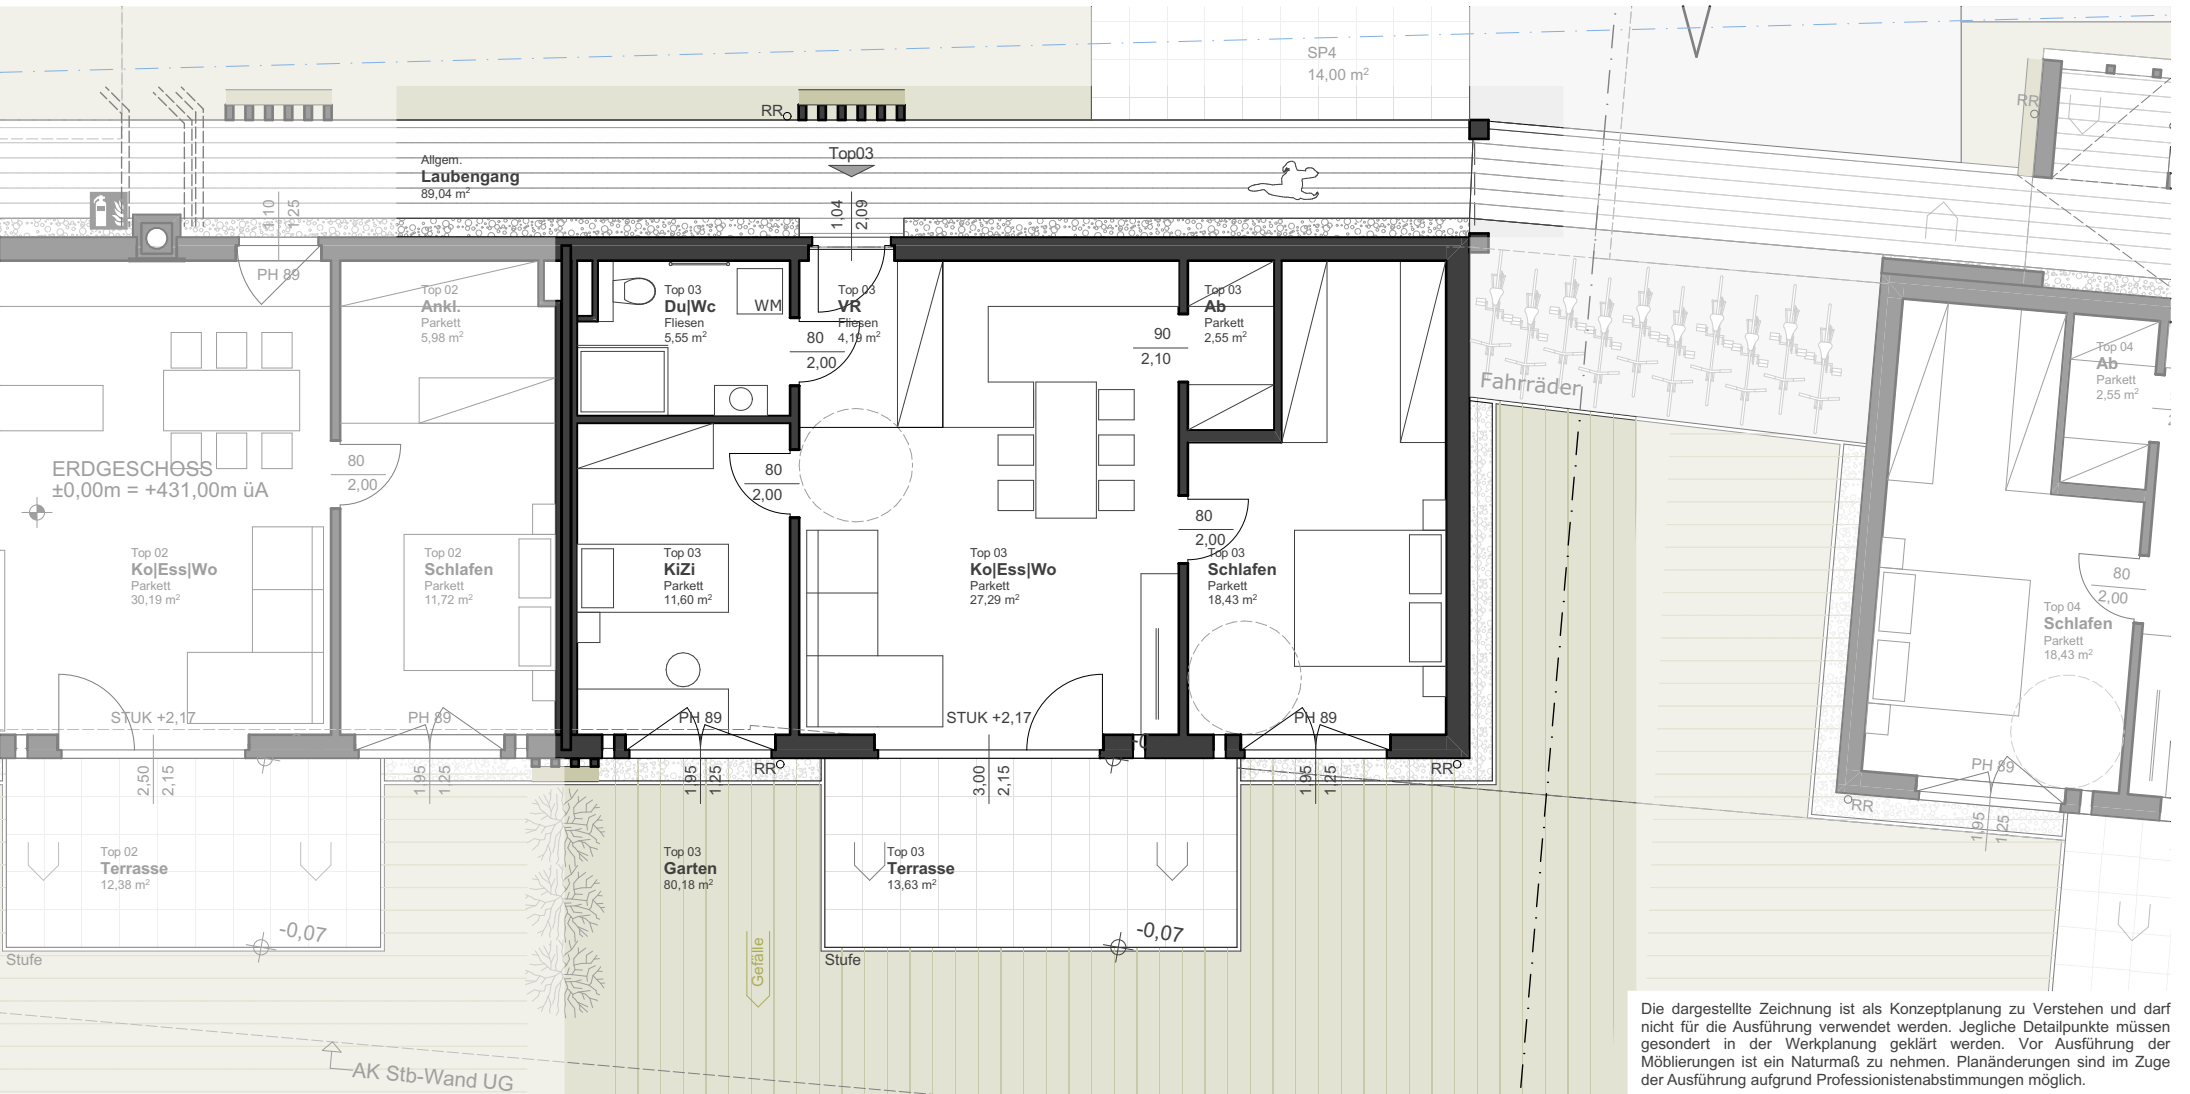 SP4
14,00 m²
RR
RR
Top03
Allgem.
Laubengang
89,04 m²
1,10
1,25
1,04
2,09
PH 89
Top 02
Ankl.
Parkett
5,98 m²
Top 03
Du|Wc
Fliesen
5,55 m²
WM
Top 03
VR
Fliesen
4,19 m²
80
2,00
90
2,10
Top 03
Ab
Parkett
2,55 m²
Fahrräder
Top 04
Ab
Parkett
2,55 m²
ERDGESCHOSS
±0,00m = +431,00m üA
80
2,00
80
2,00
80
2,00
Top 02
Ko|Ess|Wo
Parkett
30,19 m²
Top 02
Schlafen
Parkett
11,72 m²
Top 03
KiZi
Parkett
11,60 m²
Top 03
Ko|Ess|Wo
Parkett
27,29 m²
Top 03
Schlafen
Parkett
18,43 m²
80
2,00
Top 04
Schlafen
Parkett
18,43 m²
STUK +2,17
PH 89
PH 89
STUK +2,17
PH 89
PH 89
RR
RR
RR
2,50
2,15
1,95
1,25
1,95
1,25
3,00
2,15
1,95
1,25
1,95
1,25
Top 02
Terrasse
12,38 m²
Top 03
Garten
80,18 m²
Top 03
Terrasse
13,63 m²
-0,07
-0,07
Stufe
Stufe
Gefälle
AK Stb-Wand UG
Die dargestellte Zeichnung ist als Konzeptplanung zu Verstehen und darf
nicht für die Ausführung verwendet werden. Jegliche Detailpunkte müssen
gesondert in der Werkplanung geklärt werden. Vor Ausführung der
Möblierungen ist ein Naturmaß zu nehmen. Planänderungen sind im Zuge
der Ausführung aufgrund Professionistenabstimmungen möglich.